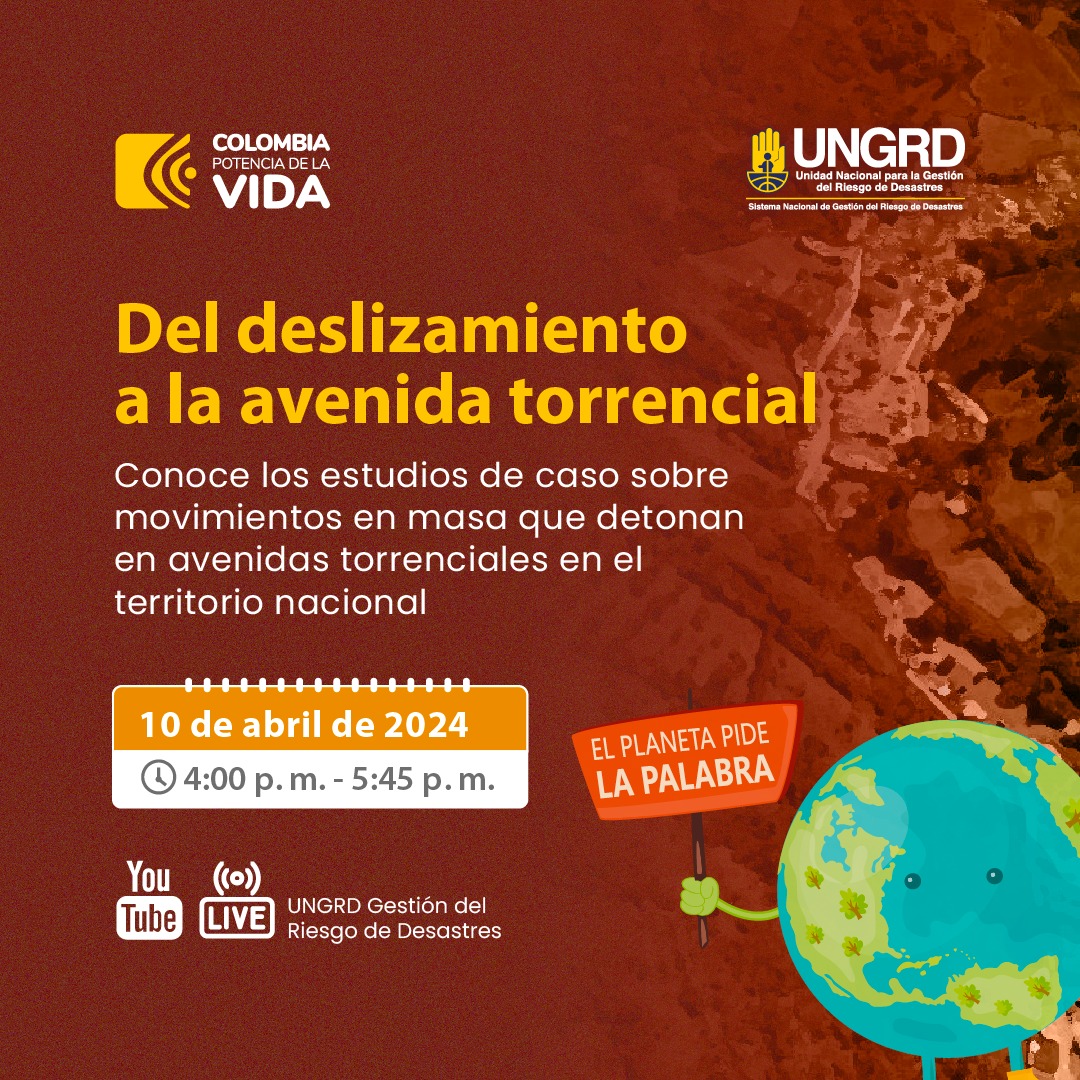 COLOMBIA
POTENCIA DE LA
VIDA
UNGRD
Unidad Nacional para la Gestión
del Riesgo de Desastres
Sistema Nacional de Gestión del Riesgo de Desastres
Del deslizamiento
a la avenida torrencial
Conoce los estudios de caso sobre
movimientos en masa que detonan
en avenidas torrenciales en el
territorio nacional
10 de abril de 2024
4:00 p. m. - 5:45 p. m.
EL PLANETA PIDE
LA PALABRA
You
Tube
LIVE
UNGRD Gestión del
Riesgo de Desastres